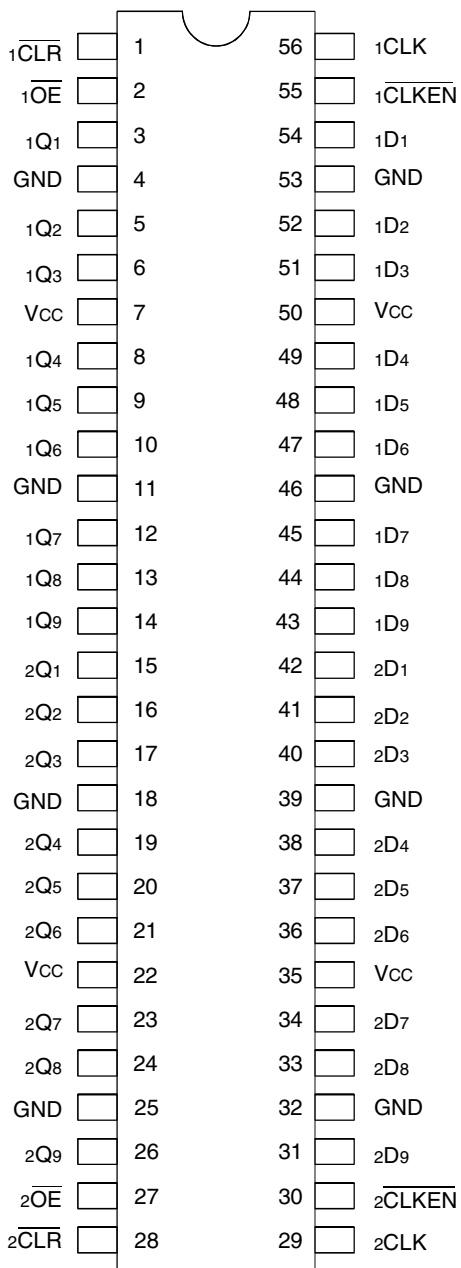 1CLR 1 56 1CLK
1OE 2 55 1CLKEN
1Q1 3 54 1D1
GND 4 53 GND
1Q2 5 52 1D2
1Q3 6 51 1D3
VCC 7 50 VCC
1Q4 8 49 1D4
1Q5 9 48 1D5
1Q6 10 47 1D6
GND 11 46 GND
1Q7 12 45 1D7
1Q8 13 44 1D8
1Q9 14 43 1D9
2Q1 15 42 2D1
2Q2 16 41 2D2
2Q3 17 40 2D3
GND 18 39 GND
2Q4 19 38 2D4
2Q5 20 37 2D5
2Q6 21 36 2D6
VCC 22 35 VCC
2Q7 23 34 2D7
2Q8 24 33 2D8
GND 25 32 GND
2Q9 26 31 2D9
2OE 27 30 2CLKEN
2CLR 28 29 2CLK